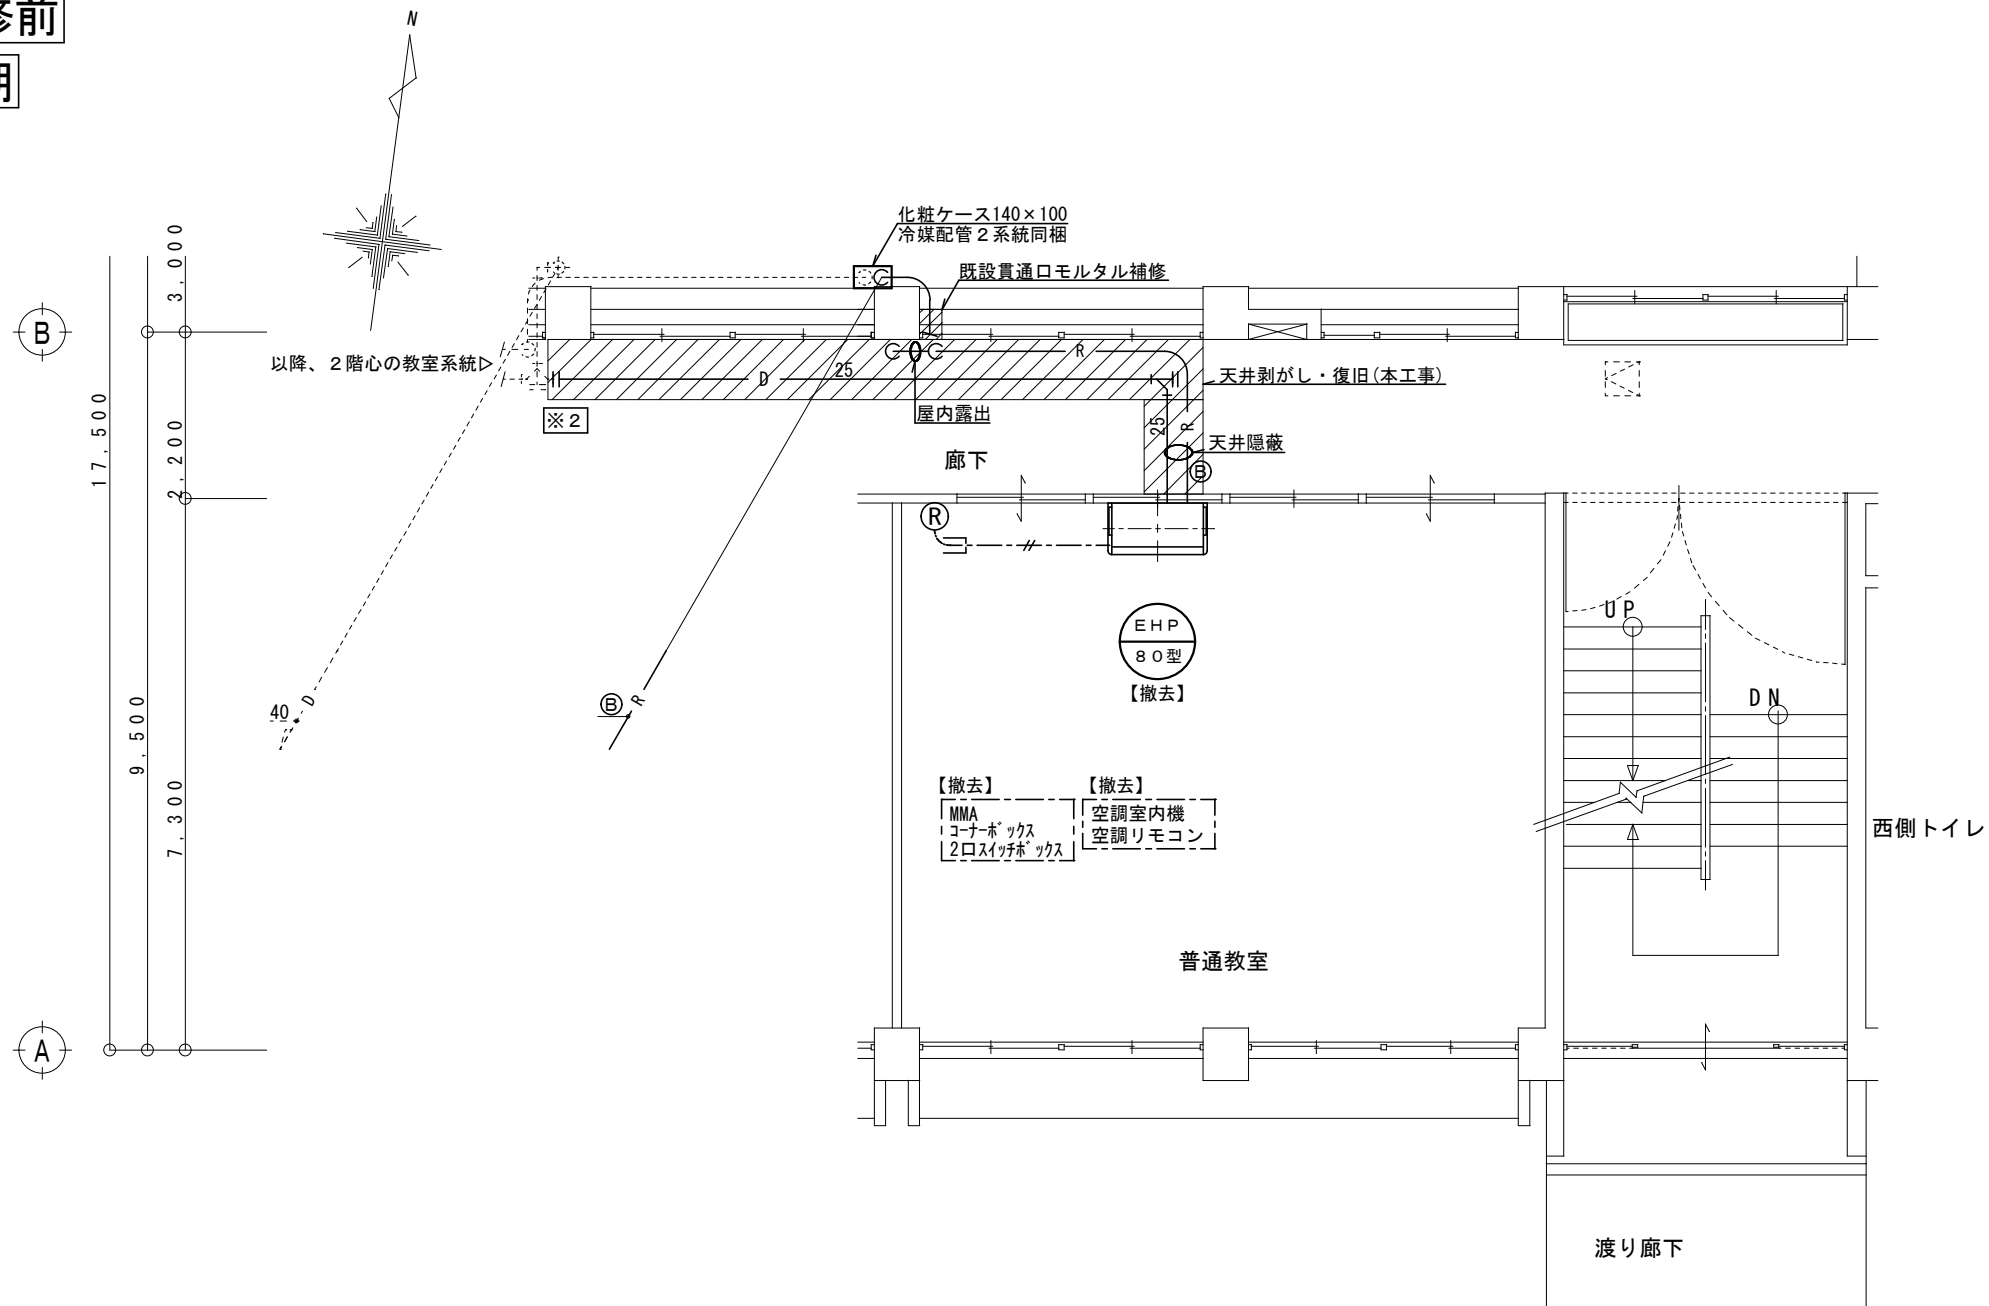 修前
期
N
化粧ケース140×100
冷媒配管２系統同梱
既設貫通口モルタル補修
3,000
B
以降、２階心の教室系統▷
C
C
C
R
D
25
天井剥がし・復旧(本工事)
※２
屋内露出
25
R
天井隠蔽
B
廊下
17,500
2,200
R
EHP
８０型
【撤去】
UP
DN
40
D
B
R
9,500
7,300
【撤去】
MMA
コーナーボックス
2口スイッチボックス
【撤去】
空調室内機
空調リモコン
西側トイレ
普通教室
A
渡り廊下